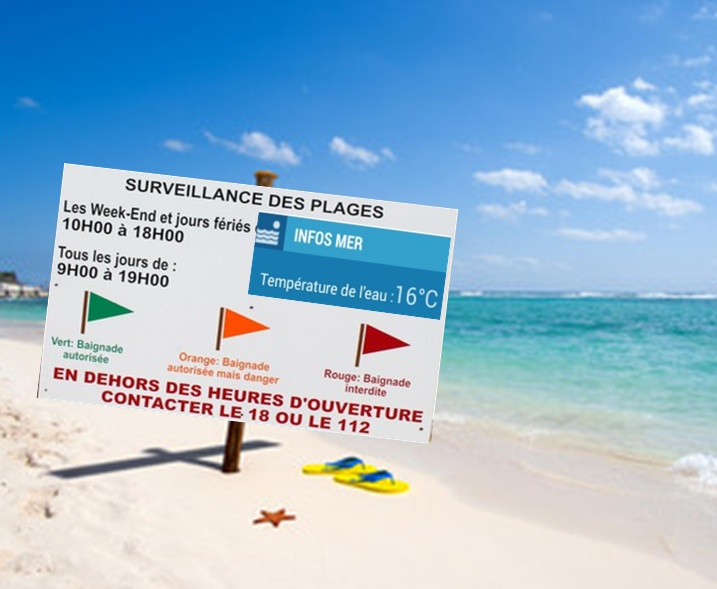 SURVEILLANCE DES PLAGES
Les Week-End et jours fériés
10H00 à 18H00
Tous les jours de :
9H00 à 19H00
INFOS MER
Température de l'eau :16°C
Vert: Baignade
autorisée
Orange: Baignade
autorisée mais danger
Rouge: Baignade
interdite
EN DEHORS DES HEURES D'OUVERTURE
CONTACTER LE 18 OU LE 112